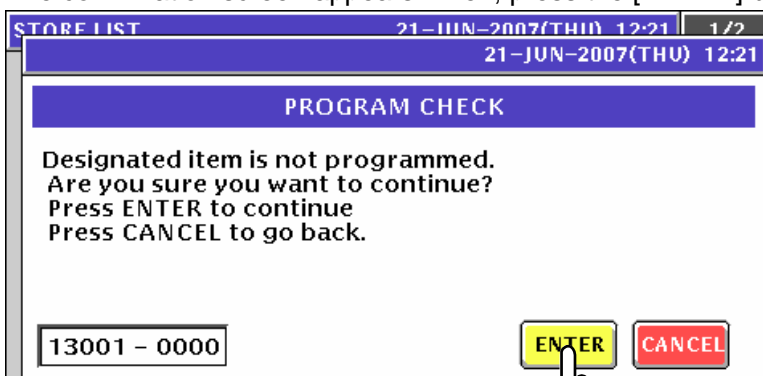 STORE LIST 21-JUN-2007(THU) 12:21 1/2
21-JUN-2007(THU) 12:21
PROGRAM CHECK
Designated item is not programmed.
Are you sure you want to continue?
Press ENTER to continue
Press CANCEL to go back.
13001 - 0000 ENTER CANCEL